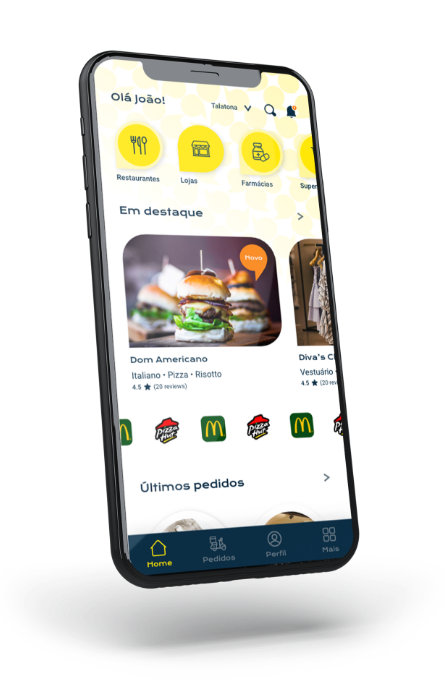 Olá João!
Talatona
Restaurantes
Lojas
Farmácias
Super
Em destaque
Novo
Dom Americano
Italiano • Pizza • Risotto
4.5 ★ (20 reviews)
Diva's C
Vestuário
4.5 ★ (20 rev
Pizza Hut
Pizza Hut
Últimos pedidos
Home
Pedidos
Perfil
Mais